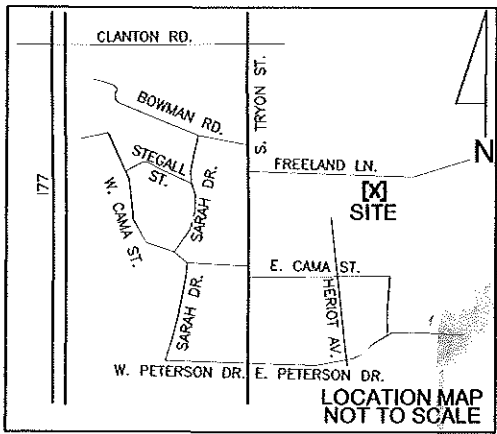 CLANTON RD.
BOWMAN RD.
S. TRYON ST.
STEGALL
ST.
FREELAND LN.
N
[X]
SITE
177
W. CAMA ST.
SARAH DR.
E. CAMA ST.
HERIOT AV.
SARAH DR.
W. PETERSON DR.
E. PETERSON DR.
LOCATION MAP
NOT TO SCALE